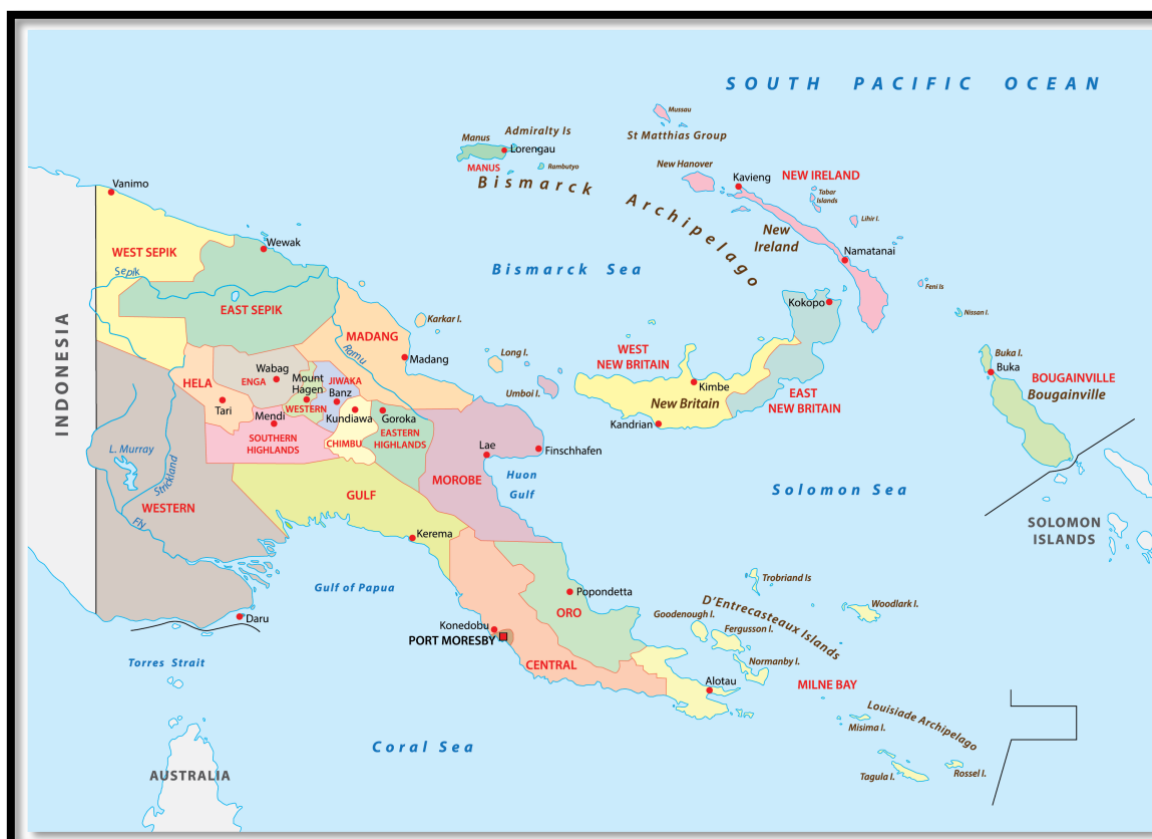 SOUTH PACIFIC OCEAN
Mussau
St Matthias Group
Manus
Admiralty Is
Lorengau
MANUS
Rambutyo
New Hanover
Kavieng
NEW IRELAND
Tabar
Islands
Lihir I.
Bismarck Archipelago
New
Ireland
Namatanai
Vanimo
WEST SEPIK
Wewak
Sepik
Bismarck Sea
Feni Is
Kokopo
EAST SEPIK
Nissan I.
INDONESIA
Karkar I.
MADANG
Ramu
Madang
Long I.
WEST
NEW BRITAIN
Buka I.
Buka
BOUGAINVILLE
Bougainville
Wabag
ENGA
HELA
Mount
Hagen
JIWAKA
Banz
WESTERN
Tari
Mendi
Kundiawa
Goroka
Umboi I.
Kimbe
New Britain
EAST
NEW BRITAIN
Kandrian
SOUTHERN
HIGHLANDS
CHIMBU
EASTERN
HIGHLANDS
L. Murray
Strickland
Lae
Finschhafen
MOROBE
Huon
Gulf
Solomon Sea
WESTERN
GULF
Fly
Kerema
SOLOMON
ISLANDS
Gulf of Papua
Popondetta
ORO
Trobriand Is
D'Entrecasteaux Islands
Woodlark I.
Goodenough I.
Fergusson I.
Daru
Konedobu
PORT MORESBY
CENTRAL
Normanby I.
Torres Strait
Alotau
MILNE BAY
Louisiade Archipelago
Misima I.
Coral Sea
AUSTRALIA
Tagula I.
Rossel I.